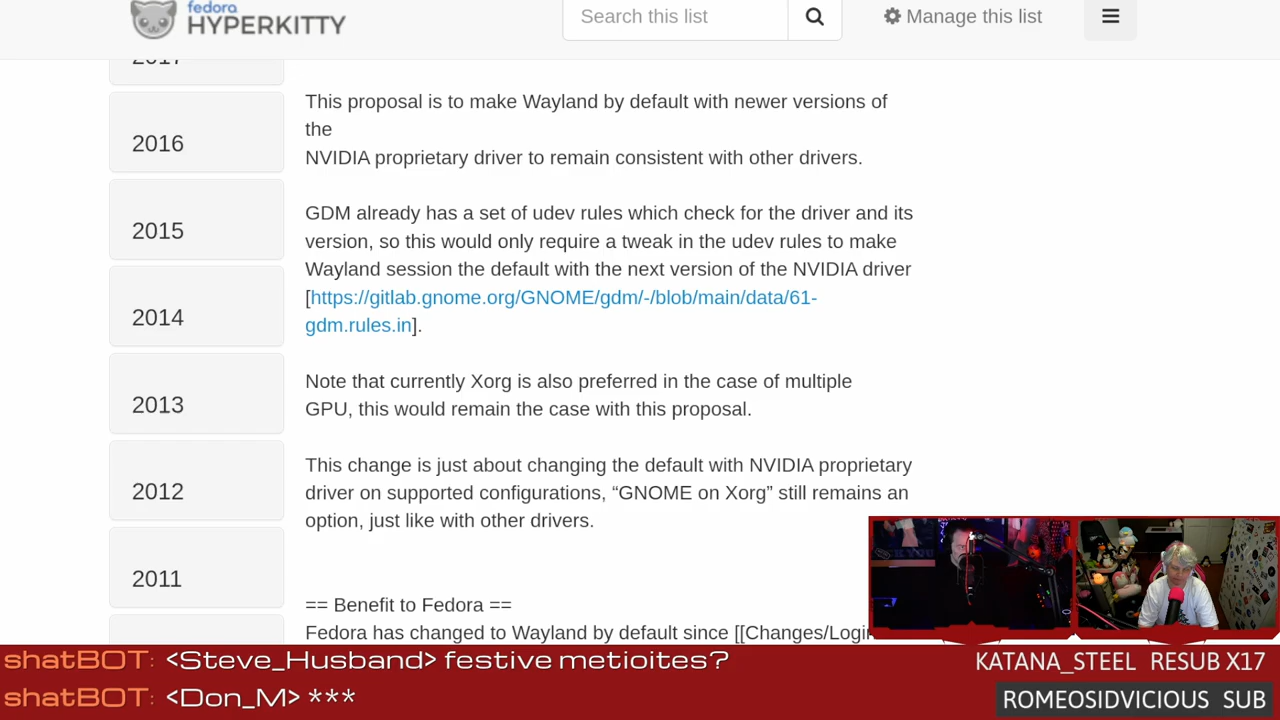 fedora
HYPERKITTY
Search this list
Manage this list
2017
2016
2015
2014
2013
2012
2011
This proposal is to make Wayland by default with newer versions of
the
NVIDIA proprietary driver to remain consistent with other drivers.
GDM already has a set of udev rules which check for the driver and its
version, so this would only require a tweak in the udev rules to make
Wayland session the default with the next version of the NVIDIA driver
[https://gitlab.gnome.org/GNOME/gdm/-/blob/main/data/61-
gdm.rules.in].
Note that currently Xorg is also preferred in the case of multiple
GPU, this would remain the case with this proposal.
This change is just about changing the default with NVIDIA proprietary
driver on supported configurations, “GNOME on Xorg” still remains an
option, just like with other drivers.
== Benefit to Fedora ==
Fedora has changed to Wayland by default since [[Changes/Login
shatBOT: <Steve_Husband> festive metioites?
shatBOT: <Don_M> ***
KATANA_STEEL RESUB X17
ROMEOSIDVICIOUS SUB